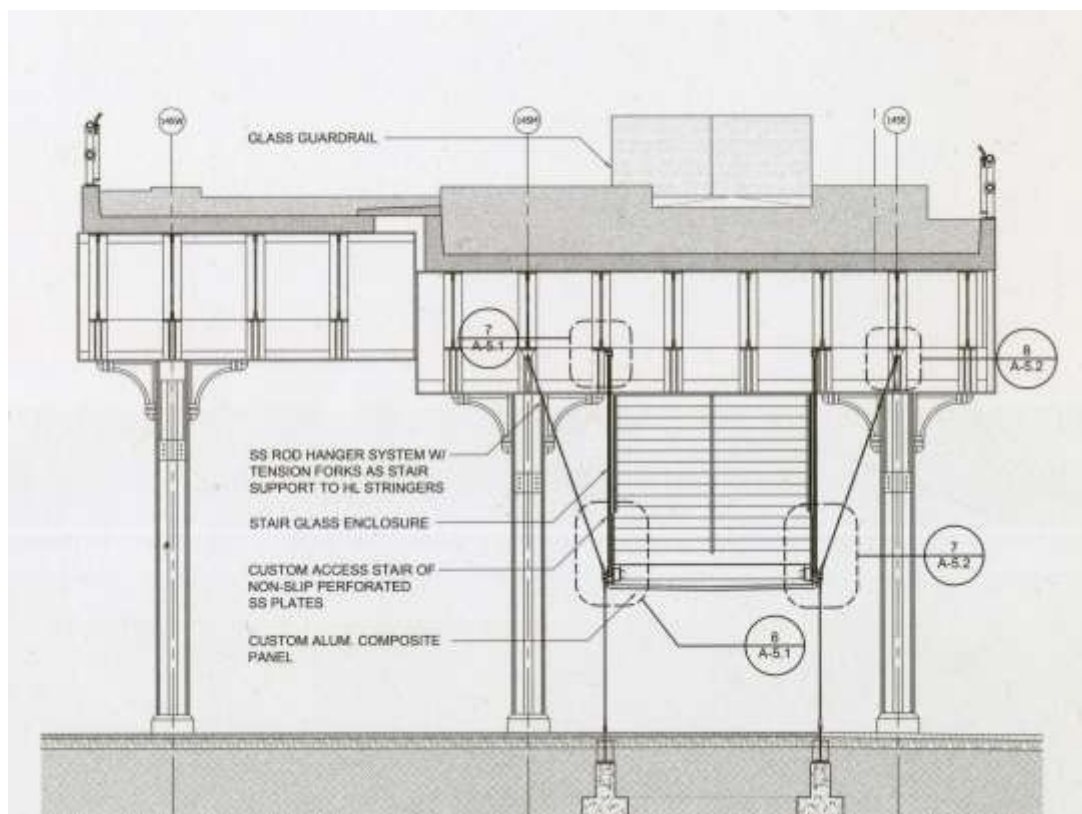 GLASS GUARDRAIL
7
A-5.1
8
A-5.2
SS ROD HANGER SYSTEM W/
TENSION FORKS AS STAIR
SUPPORT TO HL STRINGERS
STAIR GLASS ENCLOSURE
7
A-5.2
CUSTOM ACCESS STAIR OF
NON-SLIP PERFORATED
SS PLATES
CUSTOM ALUM. COMPOSITE
PANEL
6
A-5.1